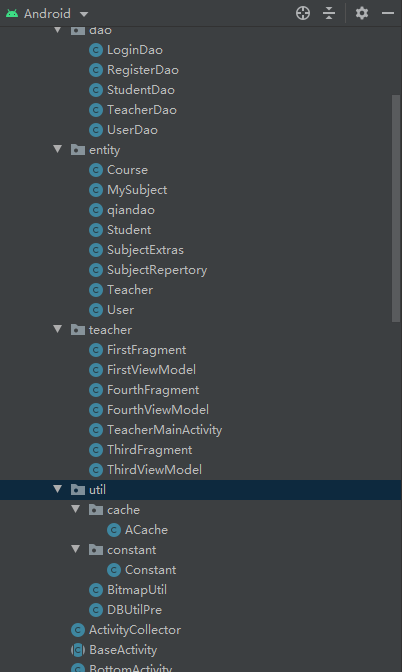 Android
dao
LoginDao
RegisterDao
StudentDao
TeacherDao
UserDao
entity
Course
MySubject
qiandao
Student
SubjectExtras
SubjectRepertory
Teacher
User
teacher
FirstFragment
FirstViewModel
FourthFragment
FourthViewModel
TeacherMainActivity
ThirdFragment
ThirdViewModel
util
cache
ACache
constant
Constant
BitmapUtil
DBUtilPre
ActivityCollector
BaseActivity
BottomActivity